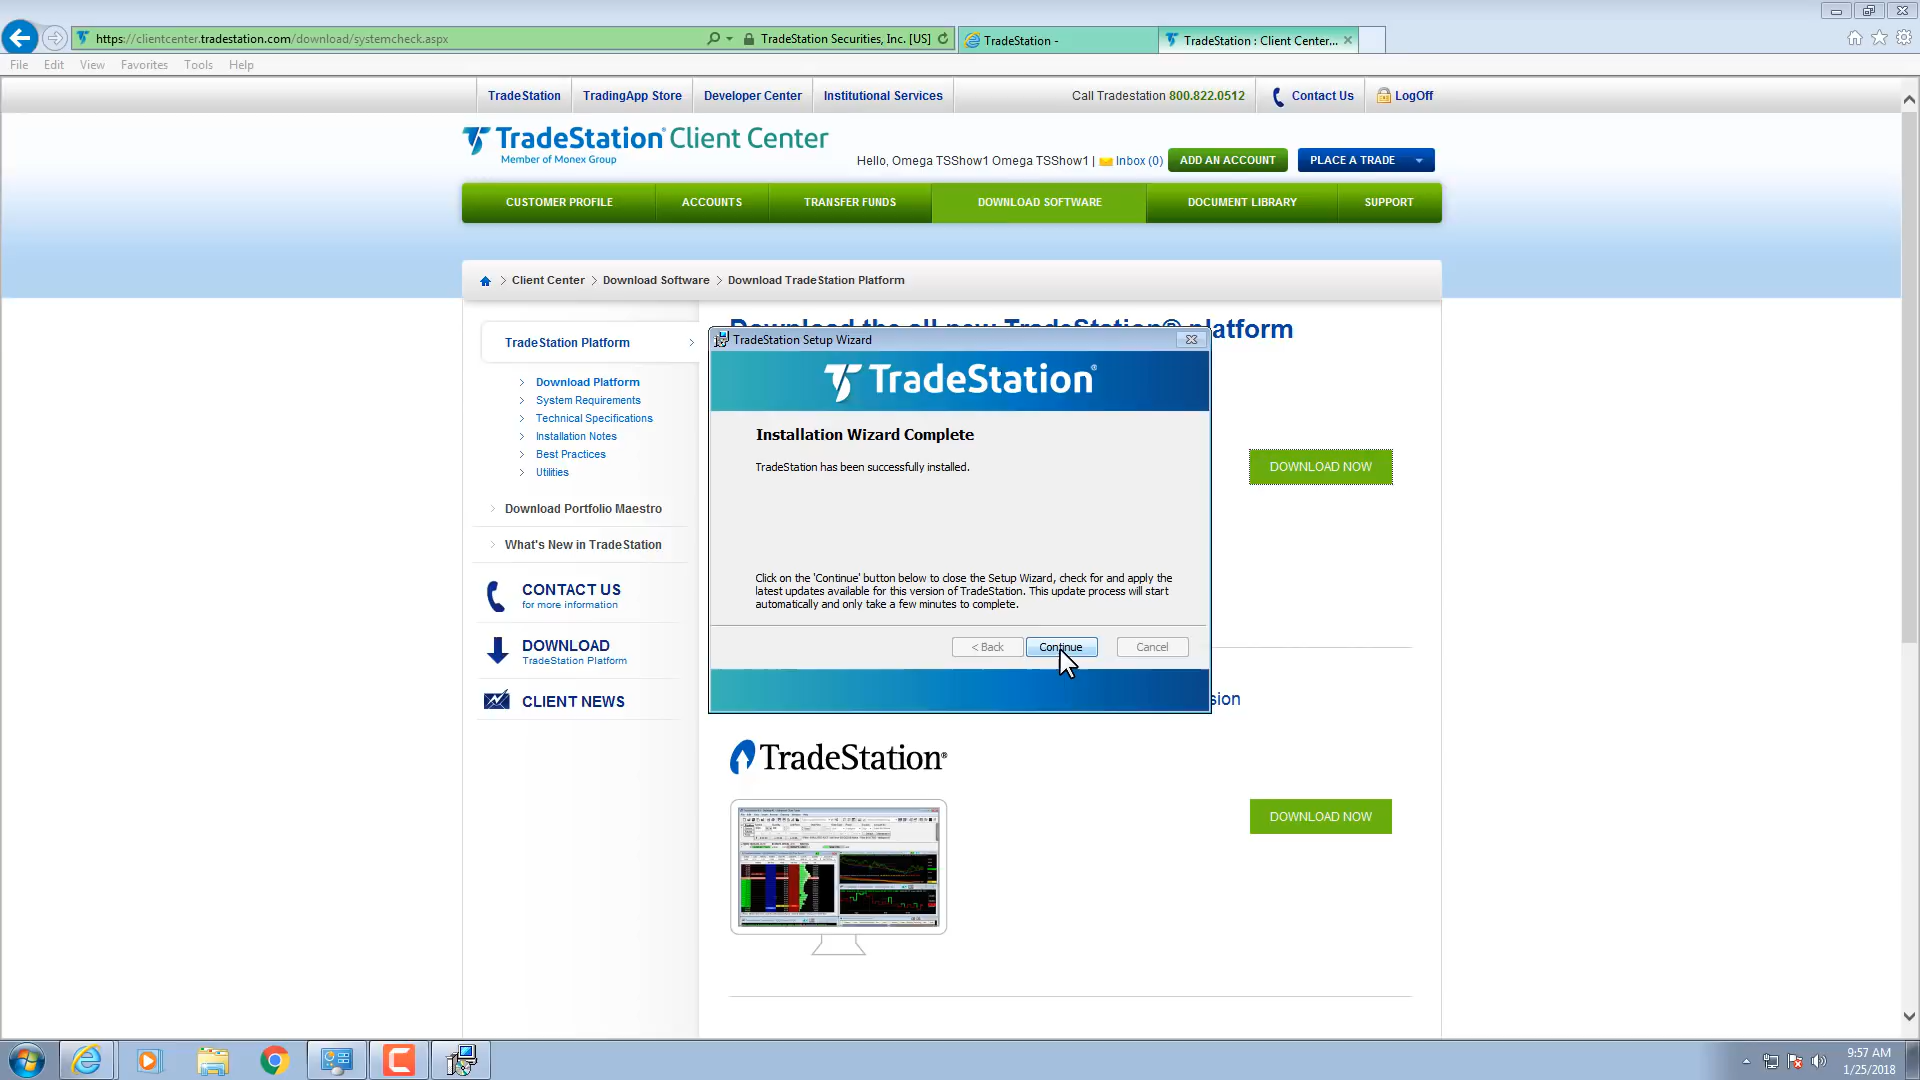 https://clientcenter.tradestation.com/download/systemcheck.aspx
TradeStation Securities, Inc. [US]
TradeStation -
TradeStation : Client Center...
File Edit View Favorites Tools Help
TradeStation
TradingApp Store
Developer Center
Institutional Services
Call Tradestation 800.822.0512
Contact Us
LogOff
TradeStation® Client Center
Member of Monex Group
Hello, Omega TSShow1 Omega TSShow1 | Inbox (0)
ADD AN ACCOUNT
PLACE A TRADE
CUSTOMER PROFILE
ACCOUNTS
TRANSFER FUNDS
DOWNLOAD SOFTWARE
DOCUMENT LIBRARY
SUPPORT
Client Center > Download Software > Download TradeStation Platform
Download the all new TradeStation® platform
TradeStation Platform
Download Platform
System Requirements
Technical Specifications
Installation Notes
Best Practices
Utilities
Download Portfolio Maestro
What's New in TradeStation
CONTACT US
for more information
DOWNLOAD
TradeStation Platform
CLIENT NEWS
TradeStation Setup Wizard
TradeStation®
Installation Wizard Complete
TradeStation has been successfully installed.
Click on the 'Continue' button below to close the Setup Wizard, check for and apply the
latest updates available for this version of TradeStation. This update process will start
automatically and only take a few minutes to complete.
< Back
Continue
Cancel
DOWNLOAD NOW
sion
TradeStation®
DOWNLOAD NOW
9:57 AM
1/25/2018